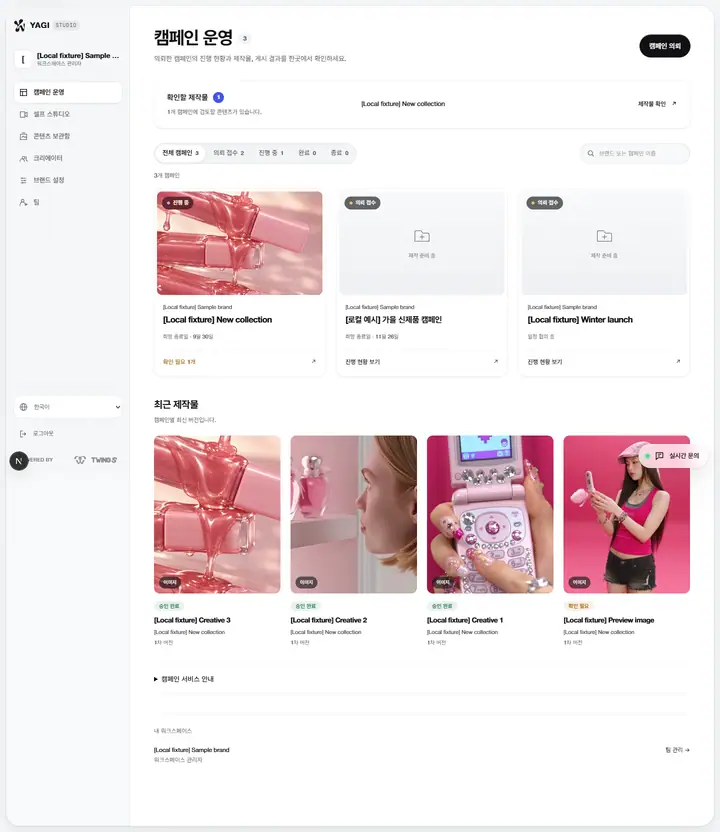 YAGI STUDIO
[Local fixture] Sample ...
워크스페이스 관리자
캠페인 운영
셀프 스튜디오
콘텐츠 보관함
크리에이터
브랜드 설정
팀
한국어
로그아웃
N
ERED BY
캠페인 운영 3
의뢰한 캠페인의 진행 현황과 제작물, 게시 결과를 한곳에서 확인하세요.
캠페인 의뢰
확인할 제작물 1
1개 캠페인에 검토할 콘텐츠가 있습니다.
[Local fixture] New collection
제작물 확인
전체 캠페인 3 의뢰 접수 2 진행 중 1 완료 0 종료 0
브랜드 또는 캠페인 이름
3개 캠페인
진행 중
[Local fixture] Sample brand
[Local fixture] New collection
희망 종료일 · 9월 30일
확인 필요 1개
의뢰 접수
제작 준비 중
[Local fixture] Sample brand
[로컬 예시] 가을 신제품 캠페인
희망 종료일 · 11월 26일
진행 현황 보기
의뢰 접수
제작 준비 중
[Local fixture] Sample brand
[Local fixture] Winter launch
일정 협의 중
진행 현황 보기
최근 제작물
캠페인별 최신 버전입니다.
이미지
승인 완료
[Local fixture] Creative 3
[Local fixture] New collection
1차 버전
이미지
승인 완료
[Local fixture] Creative 2
[Local fixture] New collection
1차 버전
이미지
승인 완료
[Local fixture] Creative 1
[Local fixture] New collection
1차 버전
이미지
확인 필요
[Local fixture] Preview image
[Local fixture] New collection
1차 버전
실시간 문의
캠페인 서비스 안내
내 워크스페이스
[Local fixture] Sample brand
워크스페이스 관리자
팀 관리 →